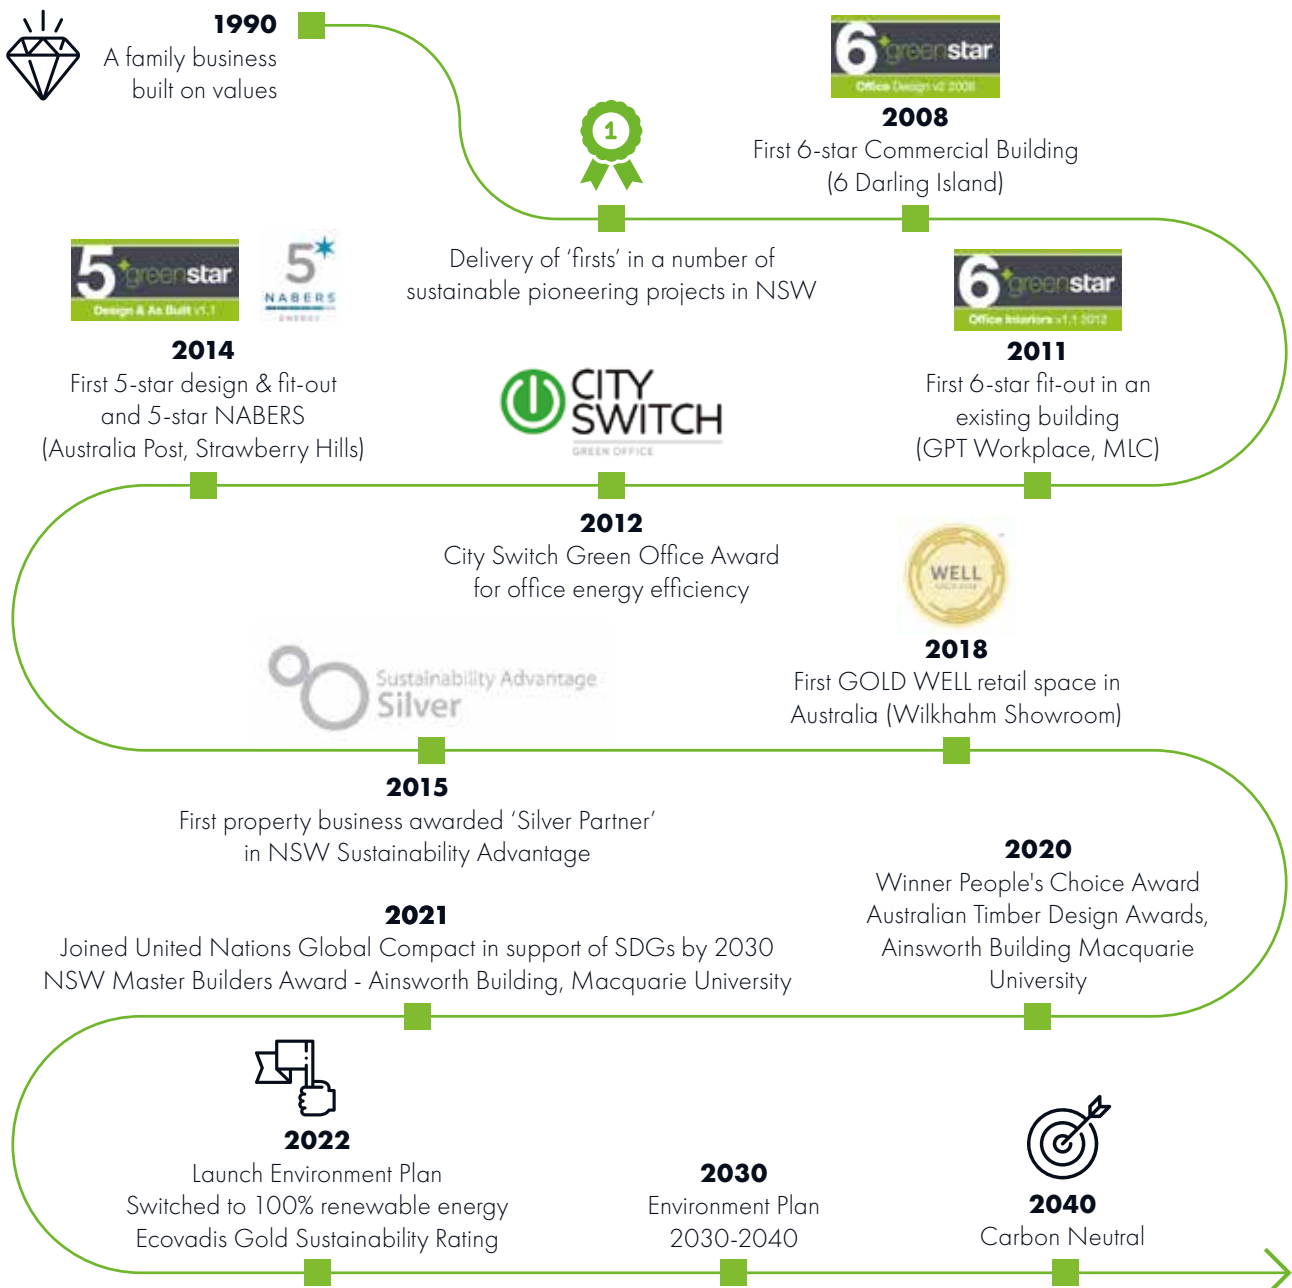 1990
A family business
built on values
1
Delivery of ‘firsts’ in a number of
sustainable pioneering projects in NSW
6 greenstar
Office Design v2 2008
2008
First 6-star Commercial Building
(6 Darling Island)
6 greenstar
Office Interiors v1.1 2012
2011
First 6-star fit-out in an
existing building
(GPT Workplace, MLC)
CITY
SWITCH
GREEN OFFICE
2012
City Switch Green Office Award
for office energy efficiency
5 greenstar
Design & As Built v1.1
5
NABERS
ENERGY
2014
First 5-star design & fit-out
and 5-star NABERS
(Australia Post, Strawberry Hills)
Sustainability Advantage
Silver
2015
First property business awarded ‘Silver Partner’
in NSW Sustainability Advantage
WELL
2018
First GOLD WELL retail space in
Australia (Wilkhahm Showroom)
2020
Winner People's Choice Award
Australian Timber Design Awards,
Ainsworth Building Macquarie
University
2021
Joined United Nations Global Compact in support of SDGs by 2030
NSW Master Builders Award - Ainsworth Building, Macquarie University
2022
Launch Environment Plan
Switched to 100% renewable energy
Ecovadis Gold Sustainability Rating
2030
Environment Plan
2030-2040
2040
Carbon Neutral